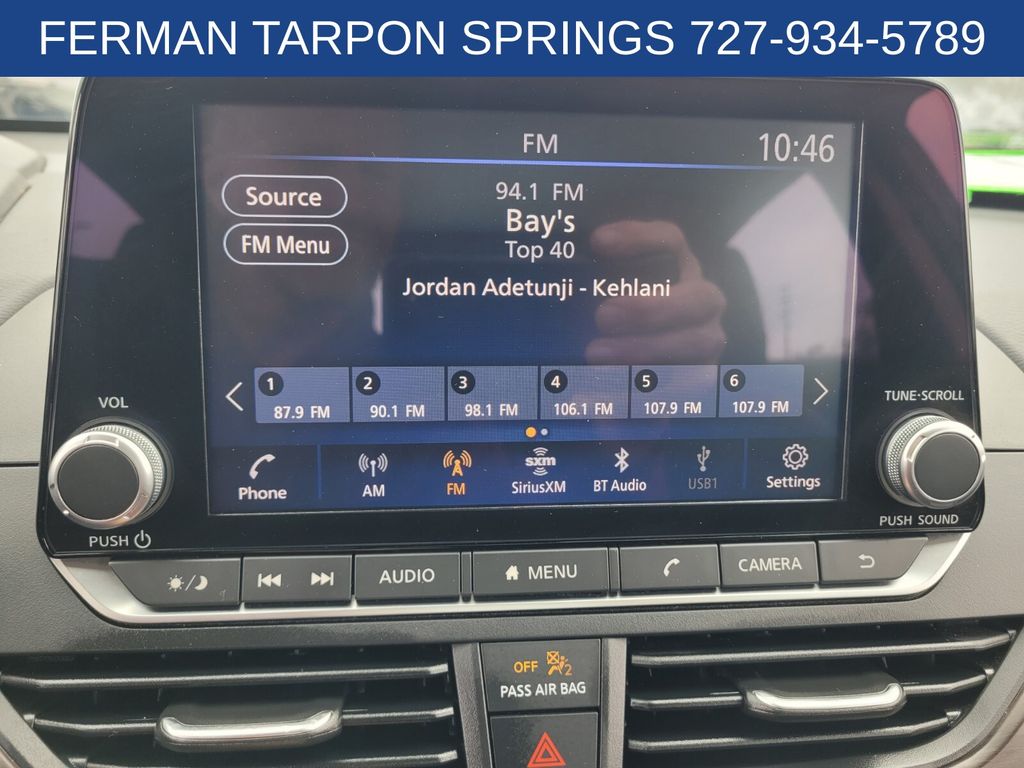 FERMAN TARPON SPRINGS 727-934-5789
FM 10:46
Source
FM Menu
94.1 FM
Bay's
Top 40
Jordan Adetunji - Kehlani
1 2 3 4 5 6
87.9 FM 90.1 FM 98.1 FM 106.1 FM 107.9 FM 107.9 FM
VOL
TUNE·SCROLL
sxm
Phone AM FM SiriusXM BT Audio USB1 Settings
PUSH
PUSH SOUND
AUDIO MENU CAMERA
OFF 2
PASS AIR BAG